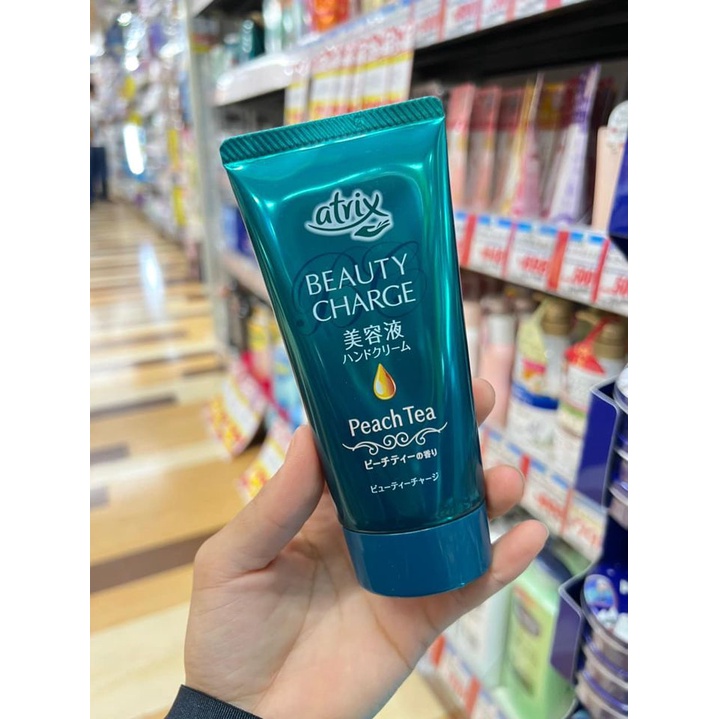 atrix
BEAUTY
CHARGE
美容液
ハンドクリーム
Peach Tea
ピーチティーの香り
ビューティーチャージ